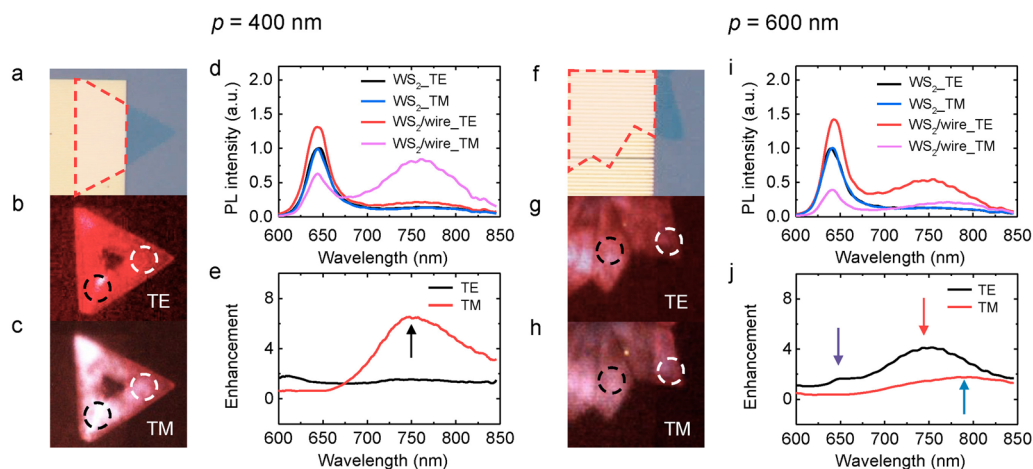 p = 400 nm
p = 600 nm
a
b
TE
c
TM
d
2.0
1.5
1.0
0.5
0.0
PL intensity (a.u.)
WS₂_TE
WS₂_TM
WS₂/wire_TE
WS₂/wire_TM
600 650 700 750 800 850
Wavelength (nm)
e
8
4
0
Enhancement
TE
TM
600 650 700 750 800 850
Wavelength (nm)
f
g
TE
h
TM
i
2.0
1.5
1.0
0.5
0.0
PL intensity (a.u.)
WS₂_TE
WS₂_TM
WS₂/wire_TE
WS₂/wire_TM
600 650 700 750 800 850
Wavelength (nm)
j
8
4
0
Enhancement
TE
TM
600 650 700 750 800 850
Wavelength (nm)